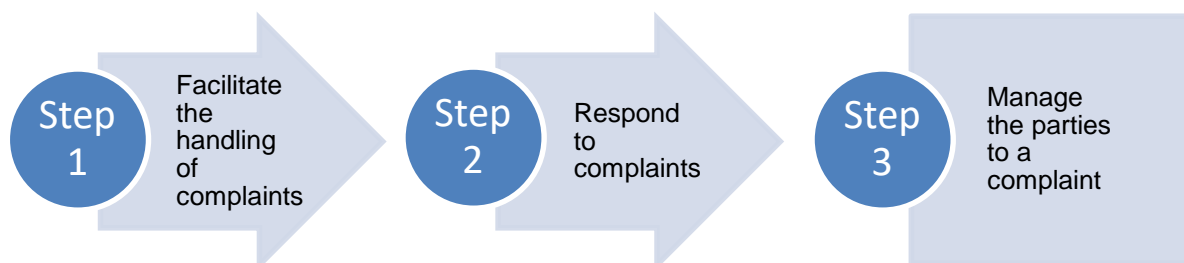 Step
1
Facilitate
the
handling
of
complaints
Step
2
Respond
to
complaints
Step
3
Manage
the parties
to a
complaint